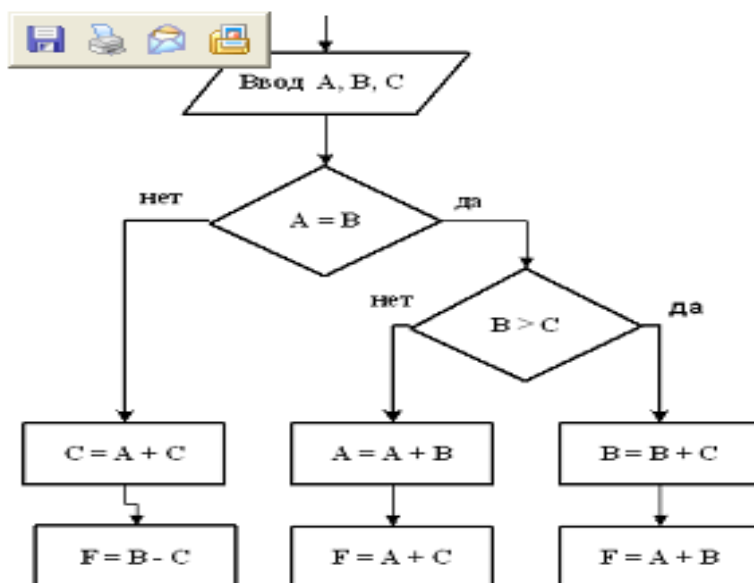 Ввод А, В, С
нет
да
А = В
нет
да
В > С
С = А + С
А = А + В
В = В + С
F = В - С
F = А + С
F = А + В